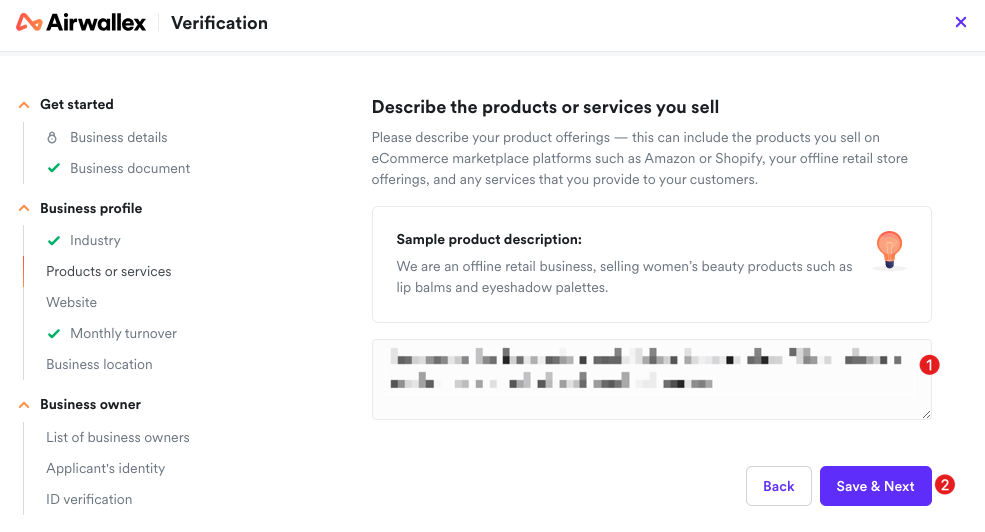 Airwallex Verification
Get started
Business details
Business document
Business profile
Industry
Products or services
Website
Monthly turnover
Business location
Business owner
List of business owners
Applicant's identity
ID verification
Describe the products or services you sell
Please describe your product offerings — this can include the products you sell on
eCommerce marketplace platforms such as Amazon or Shopify, your offline retail store
offerings, and any services that you provide to your customers.
Sample product description:
We are an offline retail business, selling women's beauty products such as
lip balms and eyeshadow palettes.
1
Back Save & Next 2